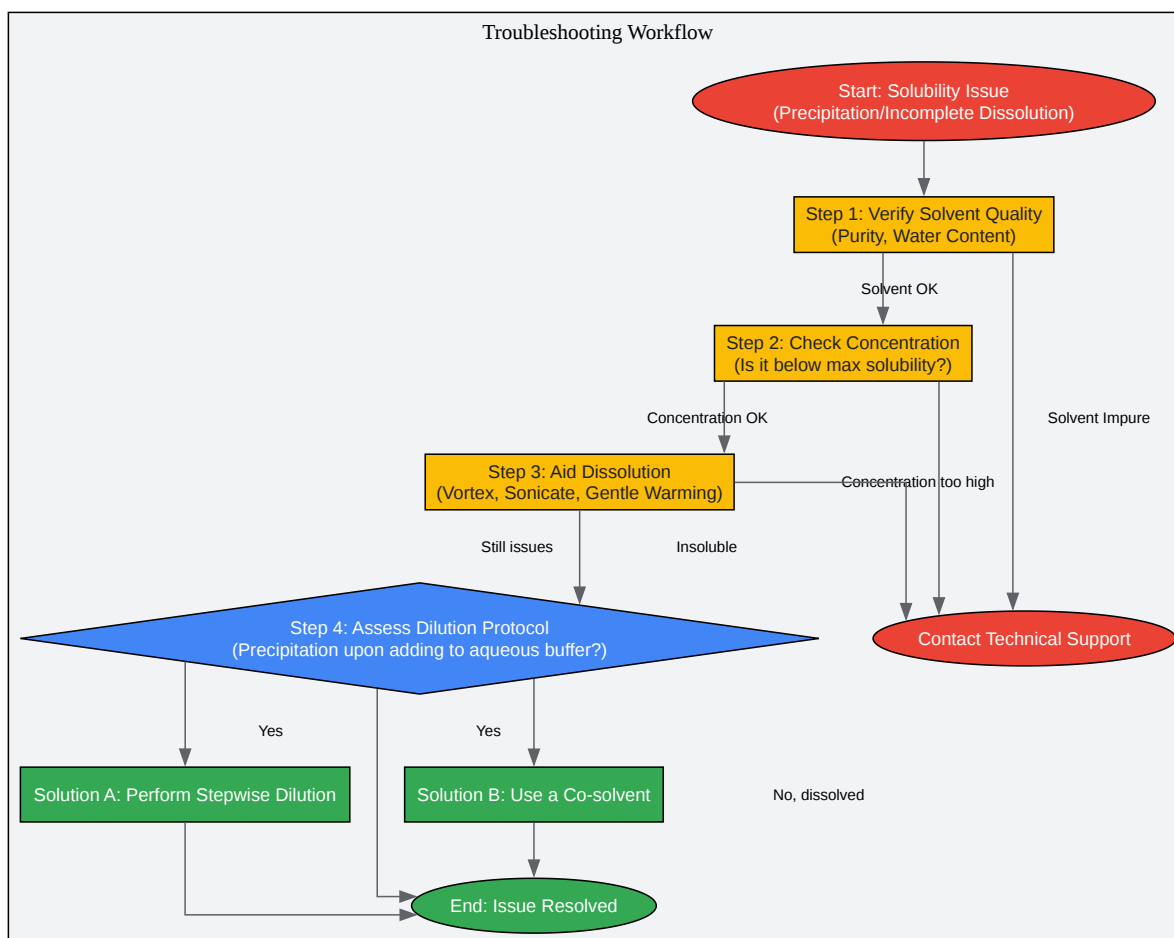 Troubleshooting Workflow
Start: Solubility Issue
(Precipitation/Incomplete Dissolution)
Step 1: Verify Solvent Quality
(Purity, Water Content)
Solvent OK
Step 2: Check Concentration
(Is it below max solubility?)
Concentration OK
Solvent Impure
Step 3: Aid Dissolution
(Vortex, Sonicate, Gentle Warming)
Concentration too high
Still issues
Insoluble
Step 4: Assess Dilution Protocol
(Precipitation upon adding to aqueous buffer?)
Contact Technical Support
Yes
Yes
Solution A: Perform Stepwise Dilution
Solution B: Use a Co-solvent
No, dissolved
End: Issue Resolved